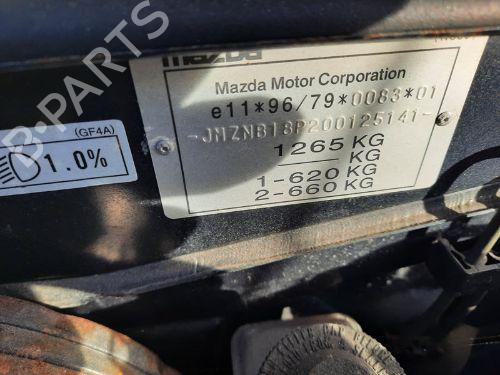 B-PARTS
mazda
Mazda Motor Corporation
e11*96/79*0083*01
-JMZNB18P200125141-
1265 KG
KG
1-620 KG
2-660 KG
(GF4A)
1.0%